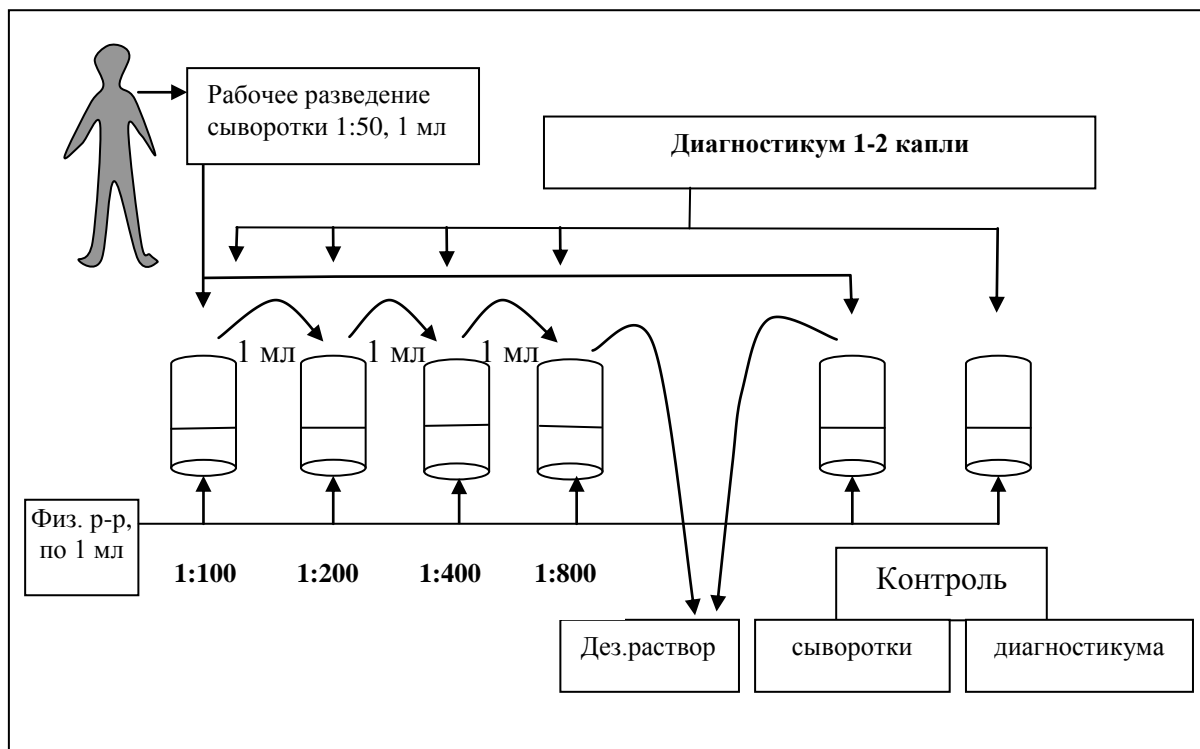 Рабочее разведение
сыворотки 1:50, 1 мл
Диагностикум 1-2 капли
1 мл
1 мл
1 мл
Физ. р-р,
по 1 мл
1:100
1:200
1:400
1:800
Контроль
Дез.раствор
сыворотки
диагностикума